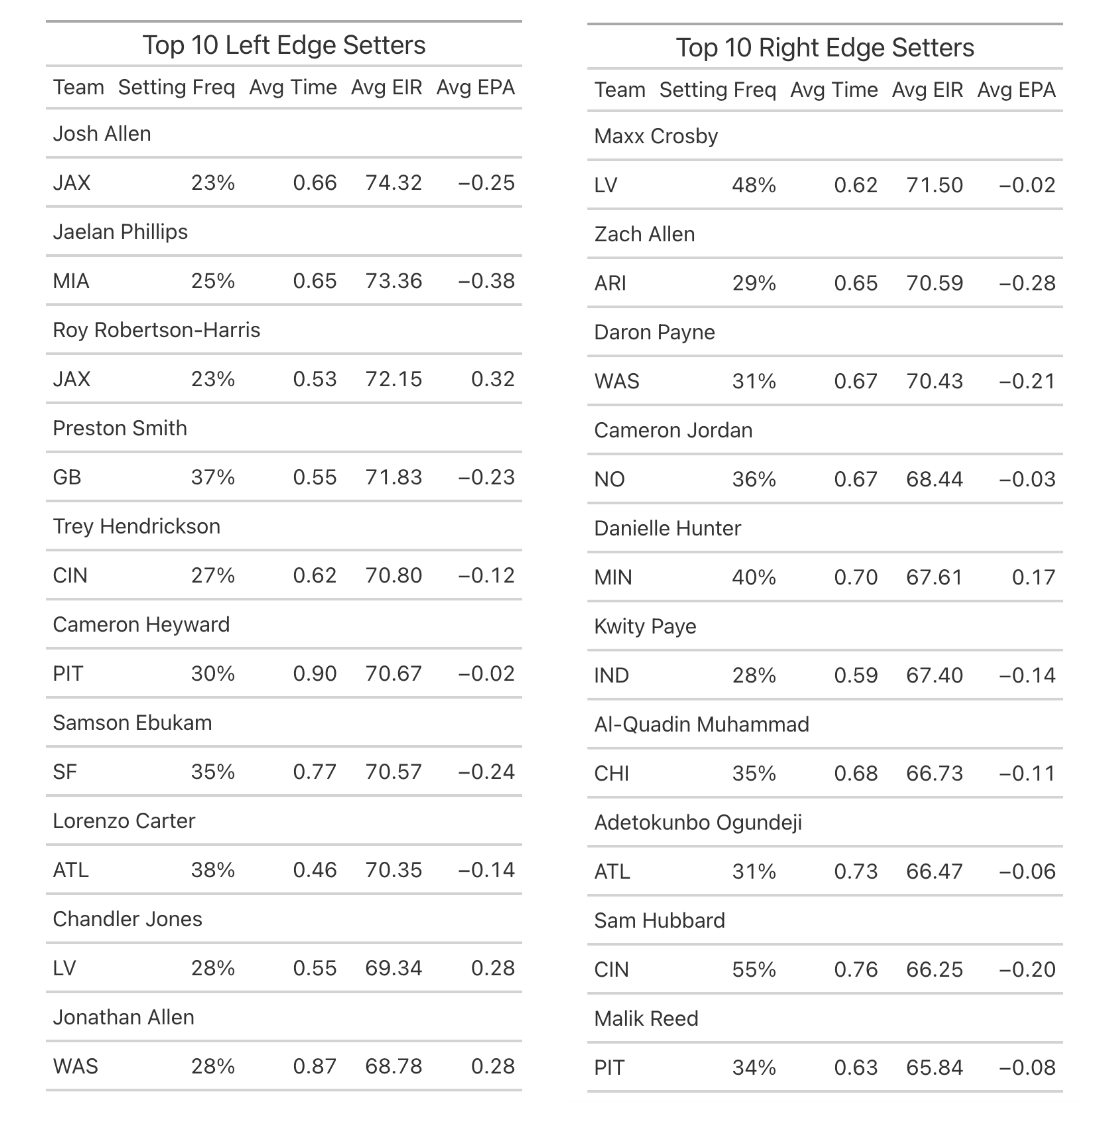 Top 10 Left Edge Setters
Team Setting Freq Avg Time Avg EIR Avg EPA
Josh Allen
JAX 23% 0.66 74.32 −0.25
Jaelan Phillips
MIA 25% 0.65 73.36 −0.38
Roy Robertson-Harris
JAX 23% 0.53 72.15 0.32
Preston Smith
GB 37% 0.55 71.83 −0.23
Trey Hendrickson
CIN 27% 0.62 70.80 −0.12
Cameron Heyward
PIT 30% 0.90 70.67 −0.02
Samson Ebukam
SF 35% 0.77 70.57 −0.24
Lorenzo Carter
ATL 38% 0.46 70.35 −0.14
Chandler Jones
LV 28% 0.55 69.34 0.28
Jonathan Allen
WAS 28% 0.87 68.78 0.28
Top 10 Right Edge Setters
Team Setting Freq Avg Time Avg EIR Avg EPA
Maxx Crosby
LV 48% 0.62 71.50 −0.02
Zach Allen
ARI 29% 0.65 70.59 −0.28
Daron Payne
WAS 31% 0.67 70.43 −0.21
Cameron Jordan
NO 36% 0.67 68.44 −0.03
Danielle Hunter
MIN 40% 0.70 67.61 0.17
Kwity Paye
IND 28% 0.59 67.40 −0.14
Al-Quadin Muhammad
CHI 35% 0.68 66.73 −0.11
Adetokunbo Ogundeji
ATL 31% 0.73 66.47 −0.06
Sam Hubbard
CIN 55% 0.76 66.25 −0.20
Malik Reed
PIT 34% 0.63 65.84 −0.08